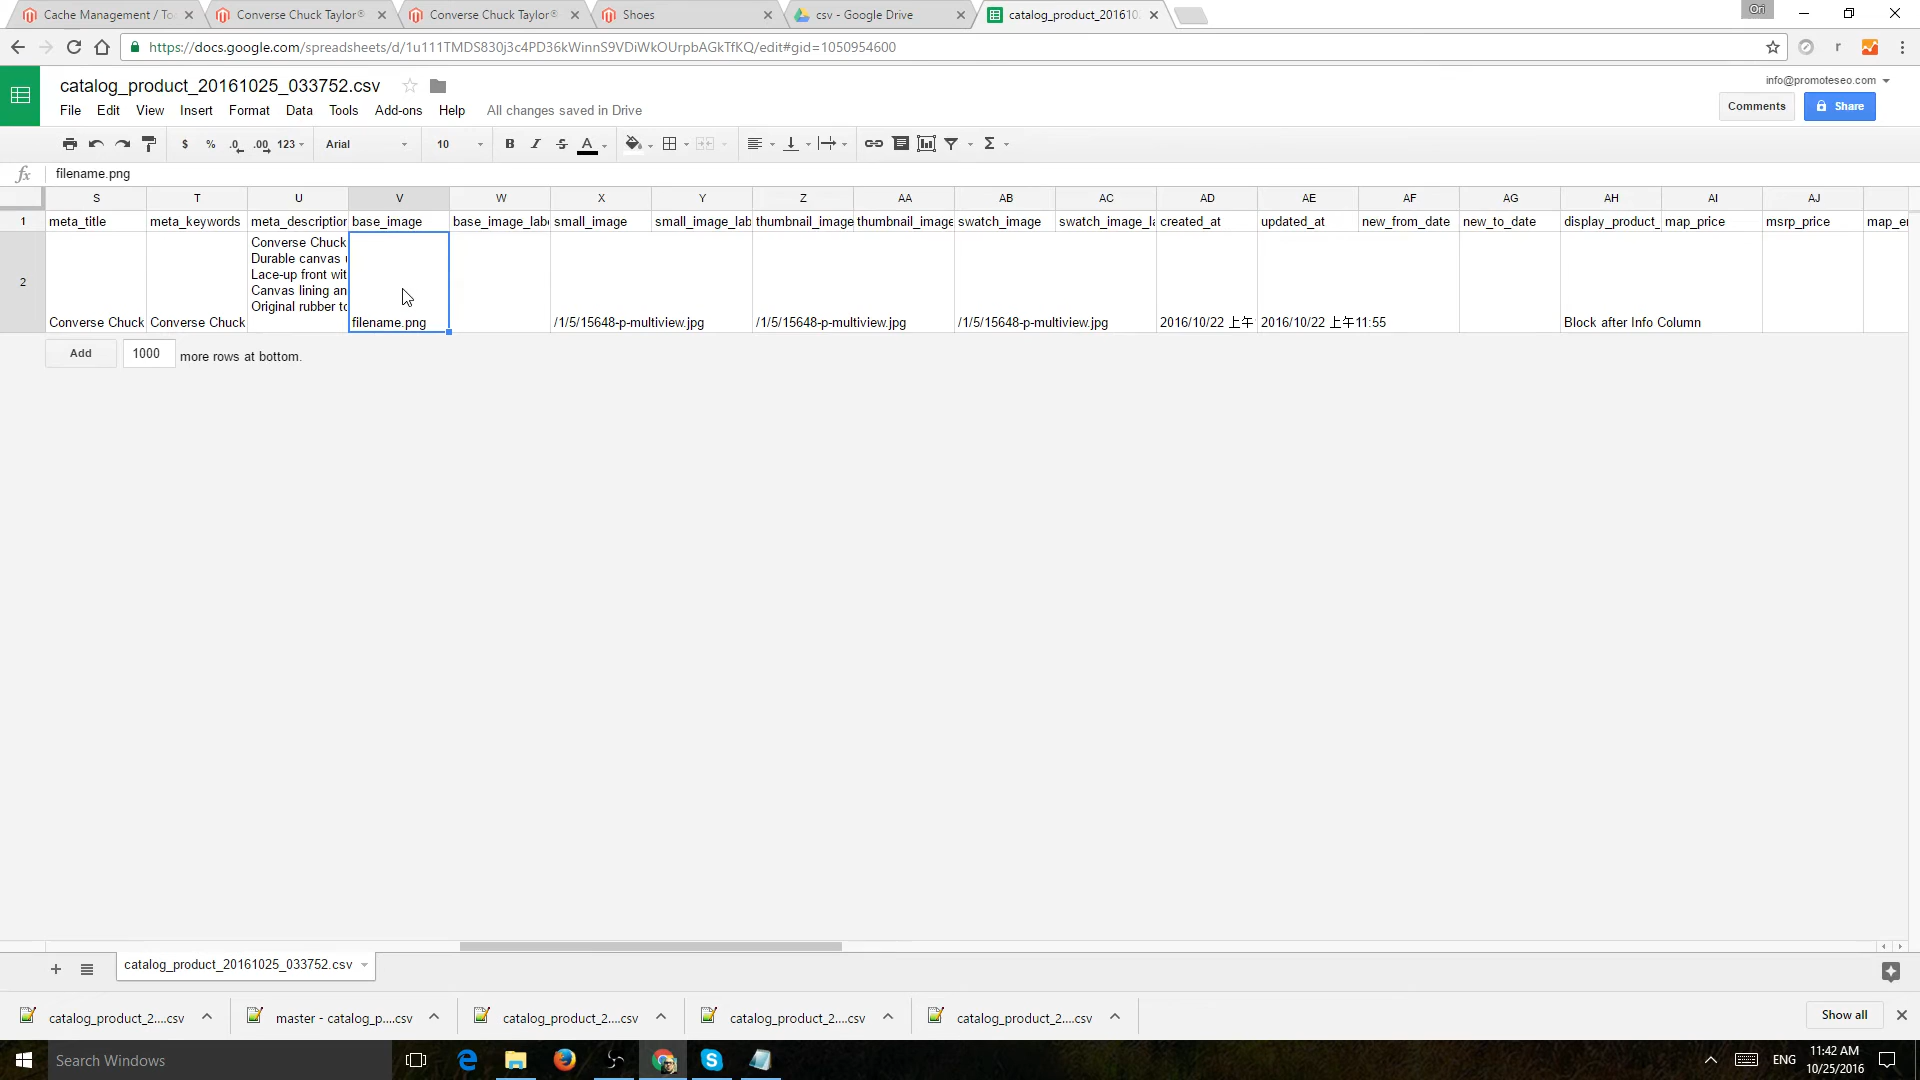 Cache Management / To
Converse Chuck Taylor®
Converse Chuck Taylor®
Shoes
csv - Google Drive
catalog_product_201610
Ori
https://docs.google.com/spreadsheets/d/1u111TMDS830j3c4PD36kWinnS9VDiWkOUrpbAGkTfKQ/edit#gid=1050954600
r
catalog_product_20161025_033752.csv
info@promoteseo.com
File Edit View Insert Format Data Tools Add-ons Help All changes saved in Drive
Comments
Share
$ % .0 .00 123 Arial 10 B I S A Σ
fx filename.png
S T U V W X Y Z AA AB AC AD AE AF AG AH AI AJ
1 meta_title meta_keywords meta_description base_image base_image_labe small_image small_image_lab thumbnail_image thumbnail_image swatch_image swatch_image_la created_at updated_at new_from_date new_to_date display_product_ map_price msrp_price map_e
Converse Chuck
Durable canvas
Lace-up front wit
2
Canvas lining an
Original rubber to
Converse Chuck Converse Chuck filename.png /1/5/15648-p-multiview.jpg /1/5/15648-p-multiview.jpg /1/5/15648-p-multiview.jpg 2016/10/22 上午 2016/10/22 上午11:55 Block after Info Column
Add 1000 more rows at bottom.
catalog_product_20161025_033752.csv
catalog_product_2....csv
master - catalog_p....csv
catalog_product_2....csv
catalog_product_2....csv
catalog_product_2....csv
Show all
Search Windows
ENG
11:42 AM
10/25/2016